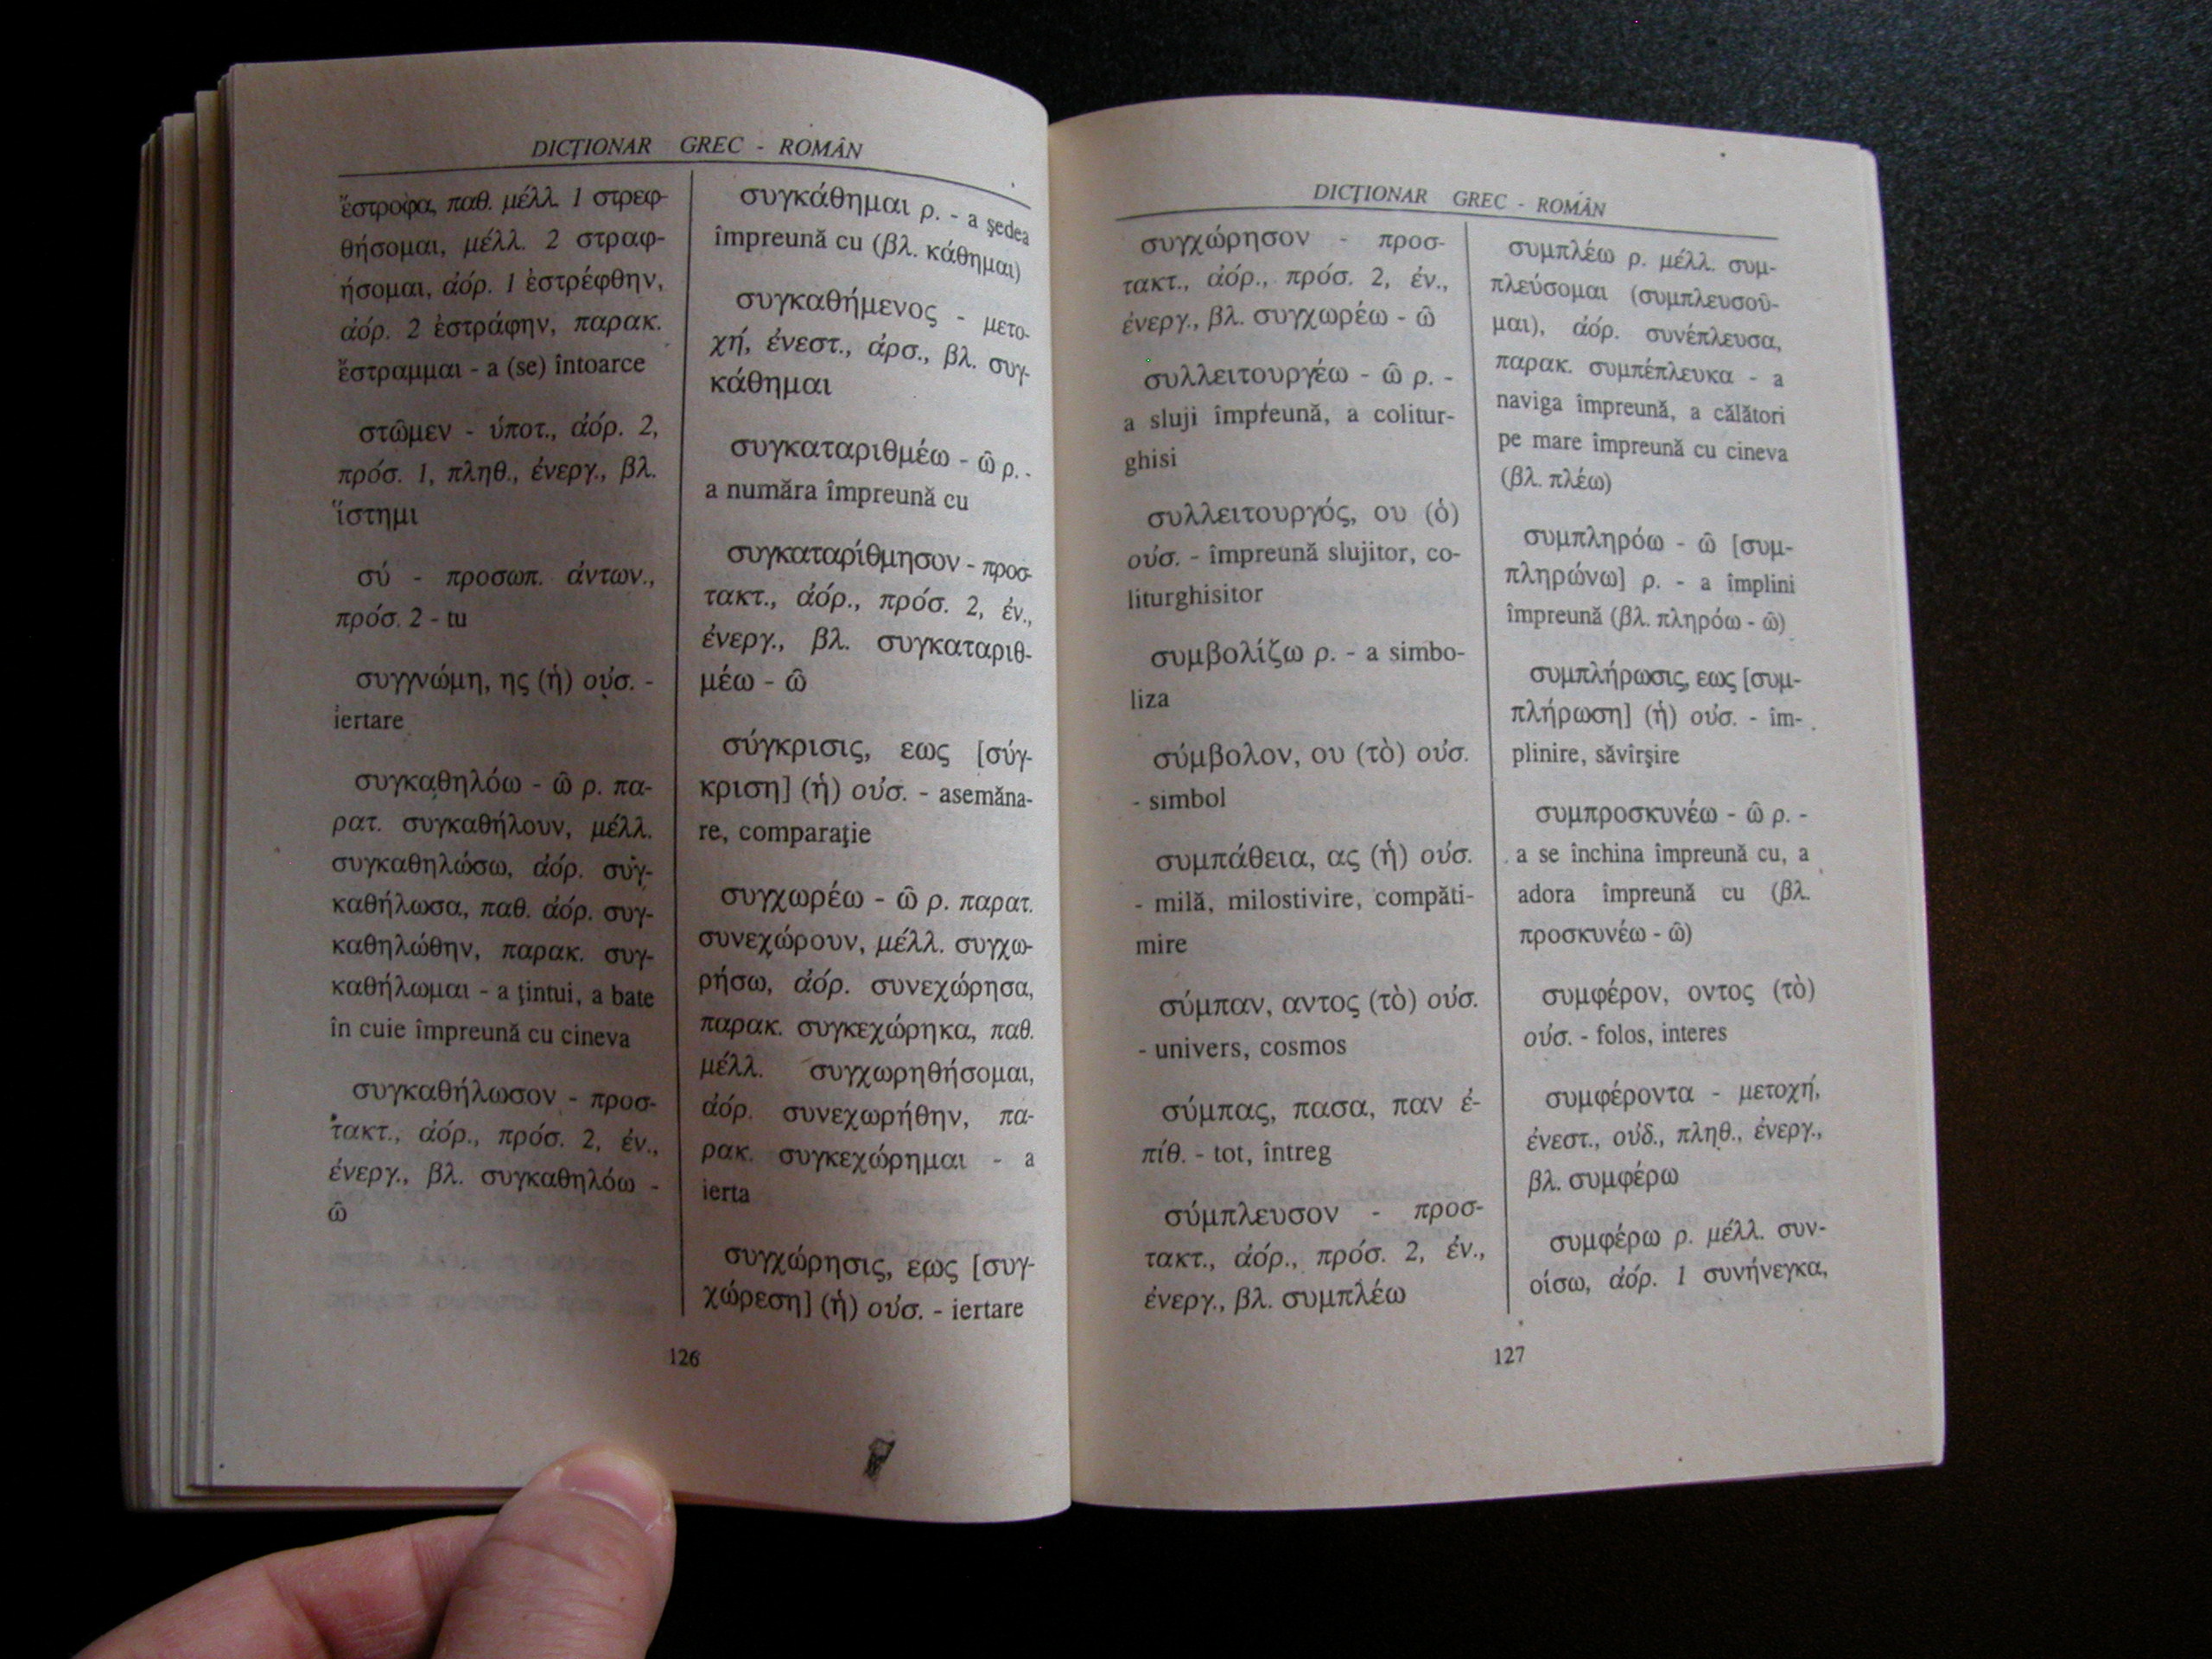 DICŢIONAR GREC - ROMÂN
ἔστροφα, παθ. μέλλ. 1 στρεφ-
θήσομαι, μέλλ. 2 στραφ-
ήσομαι, ἀόρ. 1 ἐστρέφθην,
ἀόρ. 2 ἐστράφην, παρακ.
ἔστραμμαι - a (se) întoarce
στῶμεν - ὑποτ., ἀόρ. 2,
πρόσ. 1, πληθ., ἐνεργ., βλ.
ἵστημι
σύ - προσωπ. ἀντων.,
πρόσ. 2 - tu
συγγνώμη, ης (ἡ) οὐσ. -
iertare
συγκαθηλόω - ῶ ρ. πα-
ρατ. συγκαθήλουν, μέλλ.
συγκαθηλώσω, ἀόρ. συγ-
καθήλωσα, παθ. ἀόρ. συγ-
καθηλώθην, παρακ. συγ-
καθήλωμαι - a ţintui, a bate
în cuie împreună cu cineva
συγκαθήλωσον - προσ-
τακτ., ἀόρ., πρόσ. 2, ἐν.,
ἐνεργ., βλ. συγκαθηλόω -
ῶ
συγκάθημαι ρ. - a şedea
împreună cu (βλ. κάθημαι)
συγκαθήμενος - μετο-
χή, ἐνεστ., ἀρσ., βλ. συγ-
κάθημαι
συγκαταριθμέω - ῶ ρ. -
a număra împreună cu
συγκαταρίθμησον - προσ-
τακτ., ἀόρ., πρόσ. 2, ἐν.,
ἐνεργ., βλ. συγκαταριθ-
μέω - ῶ
σύγκρισις, εως [σύγ-
κριση] (ἡ) οὐσ. - asemăna-
re, comparaţie
συγχωρέω - ῶ ρ. παρατ.
συνεχώρουν, μέλλ. συγχω-
ρήσω, ἀόρ. συνεχώρησα,
παρακ. συγκεχώρηκα, παθ.
μέλλ. συγχωρηθήσομαι,
ἀόρ. συνεχωρήθην, πα-
ρακ. συγκεχώρημαι - a
ierta
συγχώρησις, εως [συγ-
χώρεση] (ἡ) οὐσ. - iertare
126
DICŢIONAR GREC - ROMÂN
συγχώρησον - προσ-
τακτ., ἀόρ., πρόσ. 2, ἐν.,
ἐνεργ., βλ. συγχωρέω - ῶ
συλλειτουργέω - ῶ ρ. -
a sluji împreună, a colitur-
ghisi
συλλειτουργός, ου (ὁ)
οὐσ. - împreună slujitor, co-
liturghisitor
συμβολίζω ρ. - a simbo-
liza
σύμβολον, ου (τὸ) οὐσ.
- simbol
συμπάθεια, ας (ἡ) οὐσ.
- milă, milostivire, compăti-
mire
σύμπαν, αντος (τὸ) οὐσ.
- univers, cosmos
σύμπας, πασα, παν ἐ-
πίθ. - tot, întreg
σύμπλευσον - προσ-
τακτ., ἀόρ., πρόσ. 2, ἐν.,
ἐνεργ., βλ. συμπλέω
συμπλέω ρ. μέλλ. συμ-
πλεύσομαι (συμπλευσοῦ-
μαι), ἀόρ. συνέπλευσα,
παρακ. συμπέπλευκα - a
naviga împreună, a călători
pe mare împreună cu cineva
(βλ. πλέω)
συμπληρόω - ῶ [συμ-
πληρώνω] ρ. - a împlini
împreună (βλ. πληρόω - ῶ)
συμπλήρωσις, εως [συμ-
πλήρωση] (ἡ) οὐσ. - îm-
plinire, săvîrşire
συμπροσκυνέω - ῶ ρ. -
a se închina împreună cu, a
adora împreună cu (βλ.
προσκυνέω - ῶ)
συμφέρον, οντος (τὸ)
οὐσ. - folos, interes
συμφέροντα - μετοχή,
ἐνεστ., οὐδ., πληθ., ἐνεργ.,
βλ. συμφέρω
συμφέρω ρ. μέλλ. συν-
οίσω, ἀόρ. 1 συνήνεγκα,
127